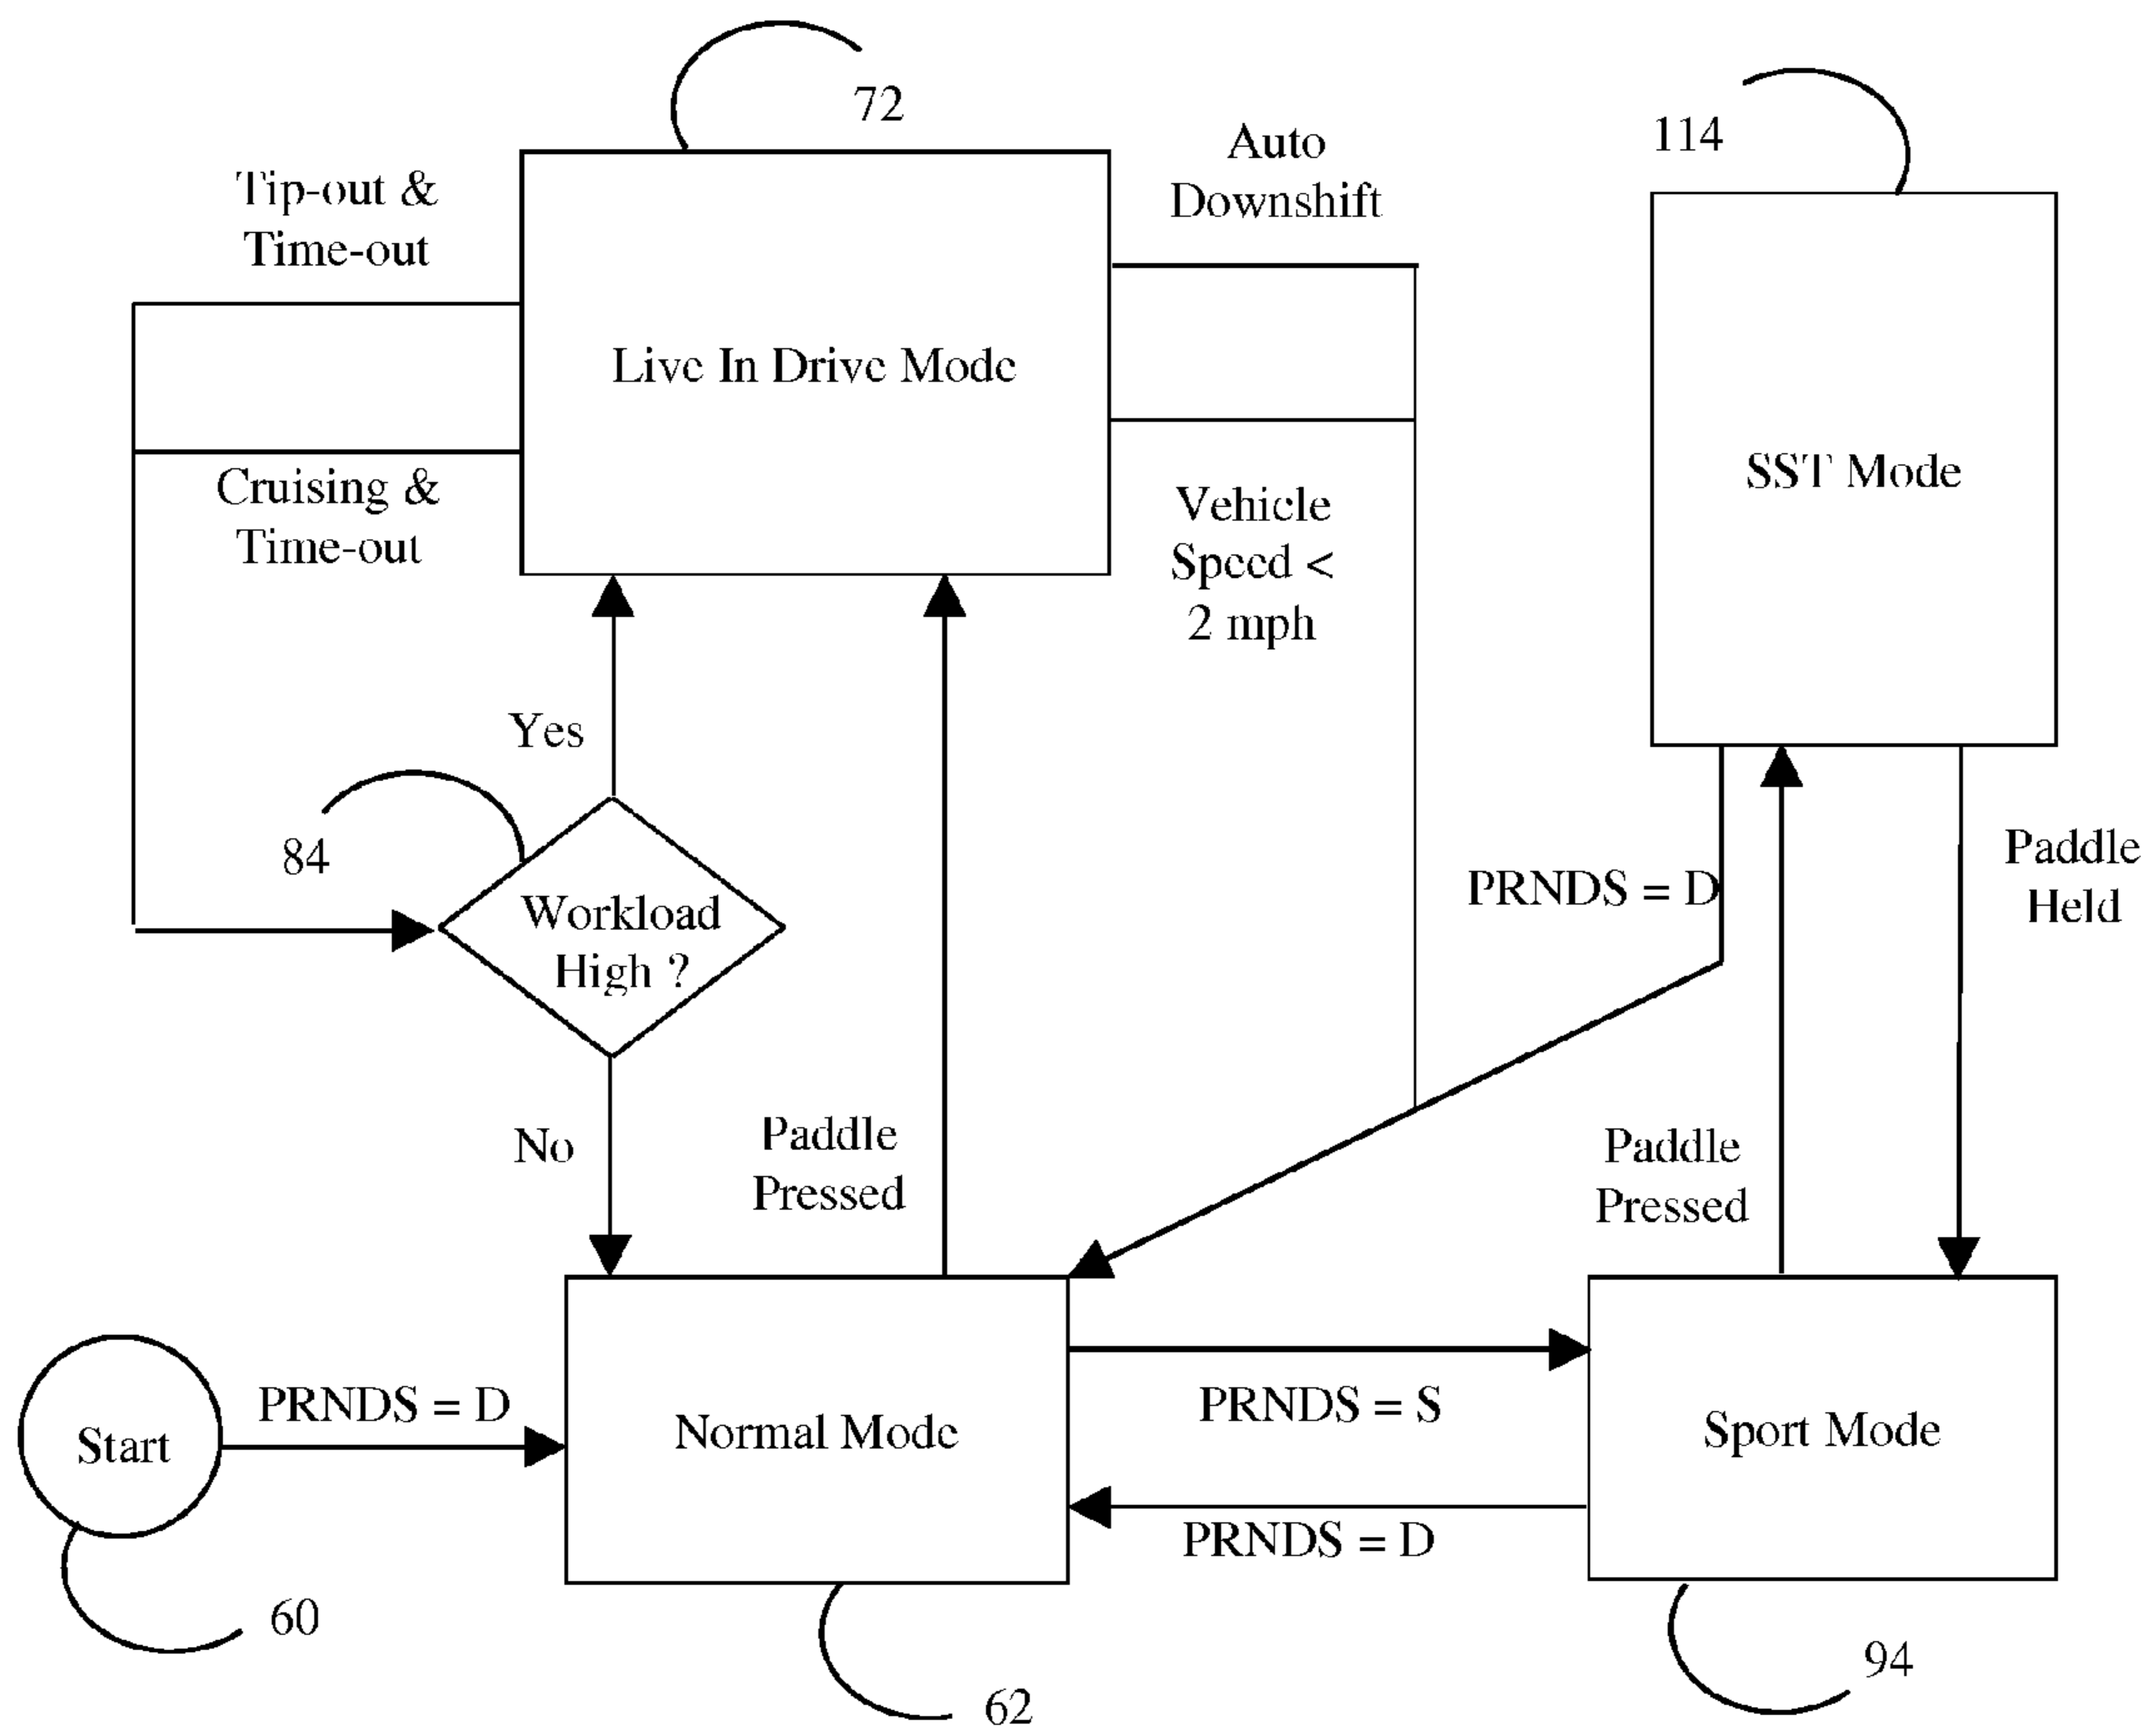 72
114
Auto
Downshift
Tip-out &
Time-out
Live In Drive Mode
SST Mode
Cruising &
Time-out
Vehicle
Speed <
2 mph
Yes
84
Workload
High ?
PRNDS = D
Paddle
Held
No
Paddle
Pressed
Paddle
Pressed
Start
PRNDS = D
Normal Mode
PRNDS = S
Sport Mode
PRNDS = D
60
62
94